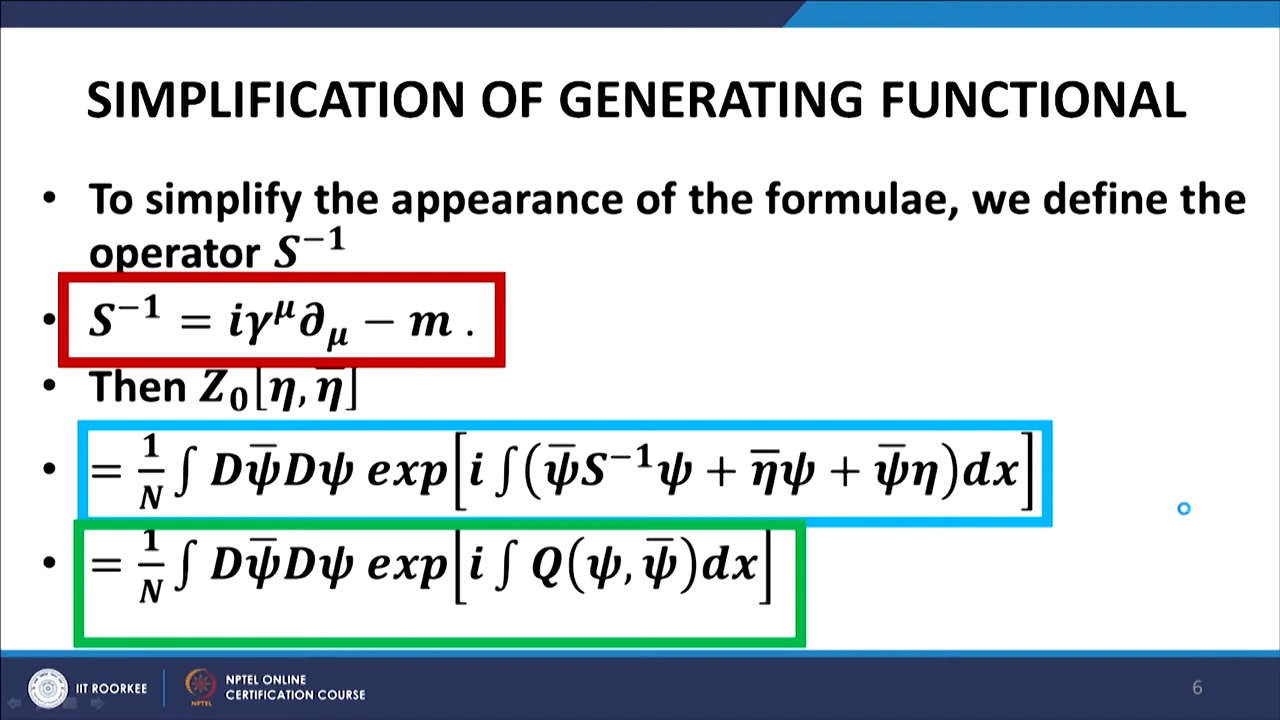 SIMPLIFICATION OF GENERATING FUNCTIONAL
• To simplify the appearance of the formulae, we define the
operator S⁻¹
• S⁻¹ = iγ^μ ∂_μ − m .
• Then Z₀[η, η̅]
• = 1/N ∫ Dψ̅Dψ exp[i ∫(ψ̅S⁻¹ψ + η̅ψ + ψ̅η)dx]
• = 1/N ∫ Dψ̅Dψ exp[i ∫ Q(ψ, ψ̅)dx]
IIT ROORKEE
NPTEL
NPTEL ONLINE
CERTIFICATION COURSE
6